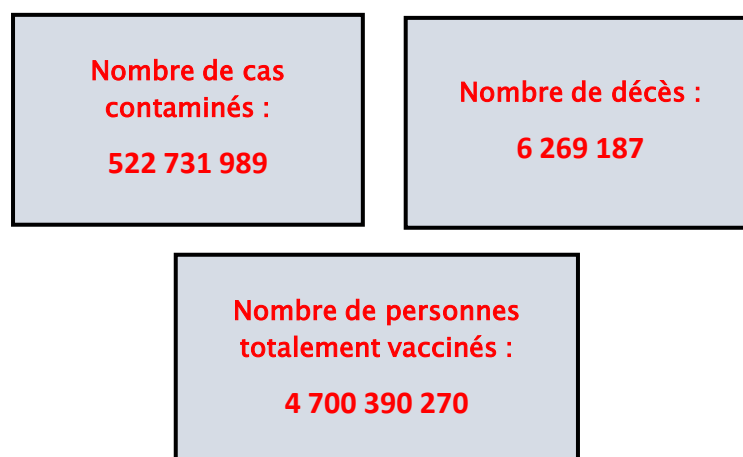 Nombre de cas
contaminés :
522 731 989
Nombre de décès :
6 269 187
Nombre de personnes
totalement vaccinés :
4 700 390 270